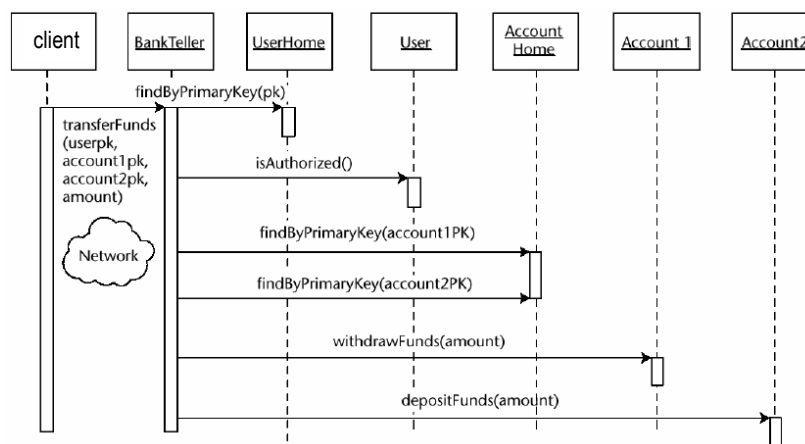 client
BankTeller
UserHome
User
Account
Home
Account 1
Account2
findByPrimaryKey(pk)
transferFunds
(userpk,
account1pk,
account2pk,
amount)
isAuthorized()
Network
findByPrimaryKey(account1PK)
findByPrimaryKey(account2PK)
withdrawFunds(amount)
depositFunds(amount)